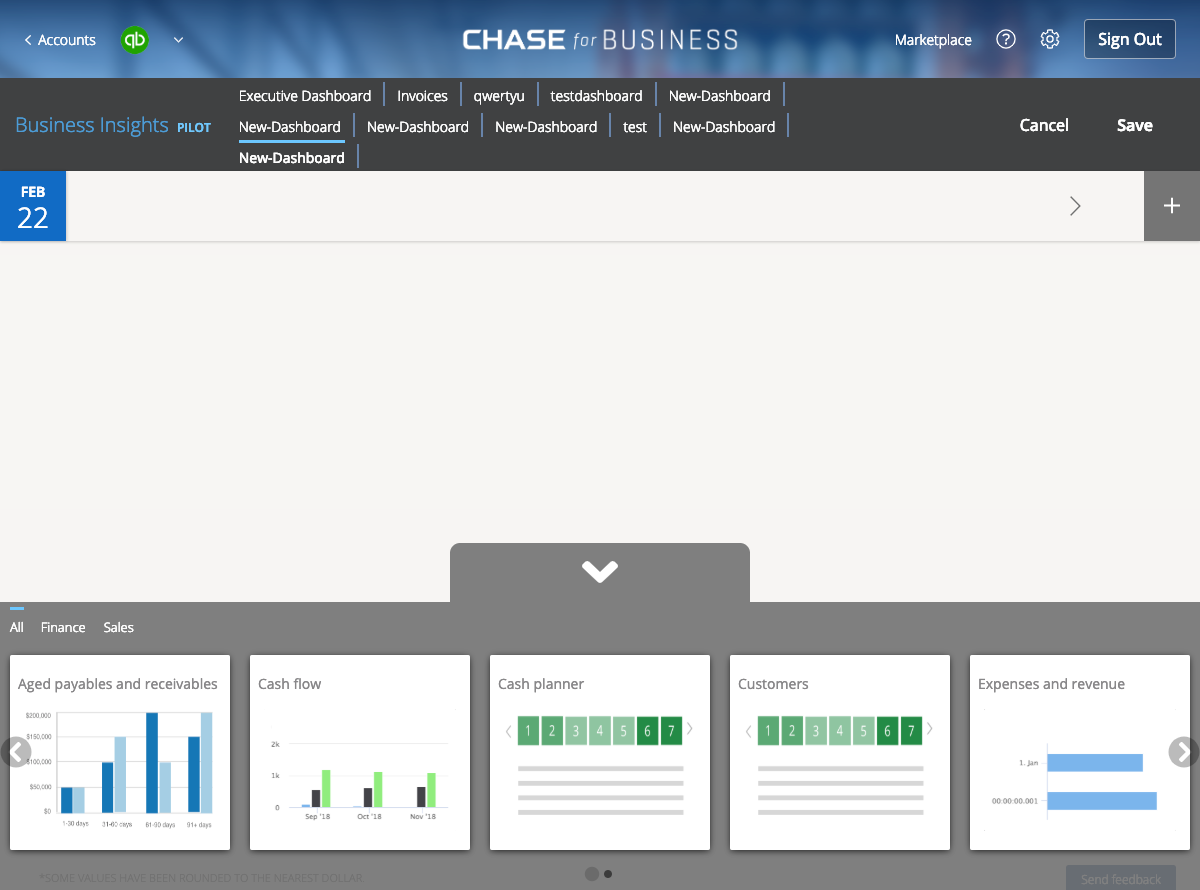 Accounts
qb
CHASE for BUSINESS
Marketplace
?
Sign Out
Business Insights PILOT
Executive Dashboard
Invoices
qwertyu
testdashboard
New-Dashboard
New-Dashboard
New-Dashboard
New-Dashboard
test
New-Dashboard
New-Dashboard
Cancel
Save
FEB
22
All
Finance
Sales
Aged payables and receivables
$200,000
$150,000
$100,000
$50,000
$0
1-30 days
31-60 days
61-90 days
91+ days
Cash flow
2k
1k
0
Sep '18
Oct '18
Nov '18
Cash planner
1 2 3 4 5 6 7
Customers
1 2 3 4 5 6 7
Expenses and revenue
1. Jan
00:00:00.001
*SOME VALUES HAVE BEEN ROUNDED TO THE NEAREST DOLLAR
Send feedback